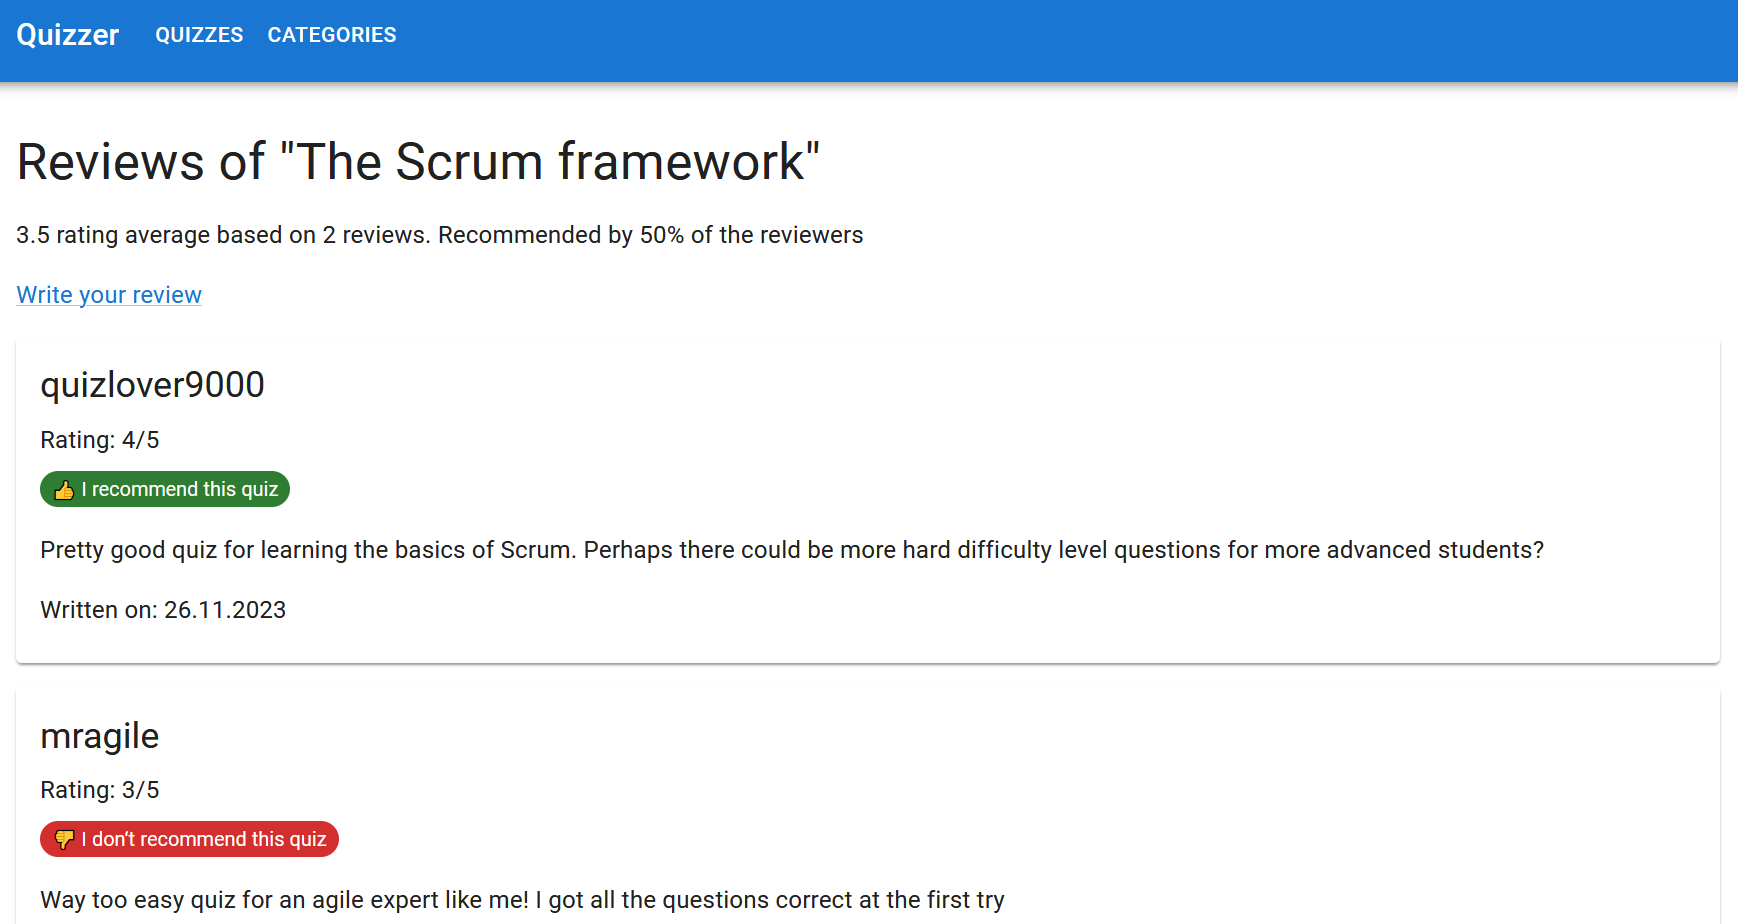 Quizzer QUIZZES CATEGORIES
Reviews of "The Scrum framework"
3.5 rating average based on 2 reviews. Recommended by 50% of the reviewers
Write your review
quizlover9000
Rating: 4/5
👍 I recommend this quiz
Pretty good quiz for learning the basics of Scrum. Perhaps there could be more hard difficulty level questions for more advanced students?
Written on: 26.11.2023
mragile
Rating: 3/5
👎 I don't recommend this quiz
Way too easy quiz for an agile expert like me! I got all the questions correct at the first try